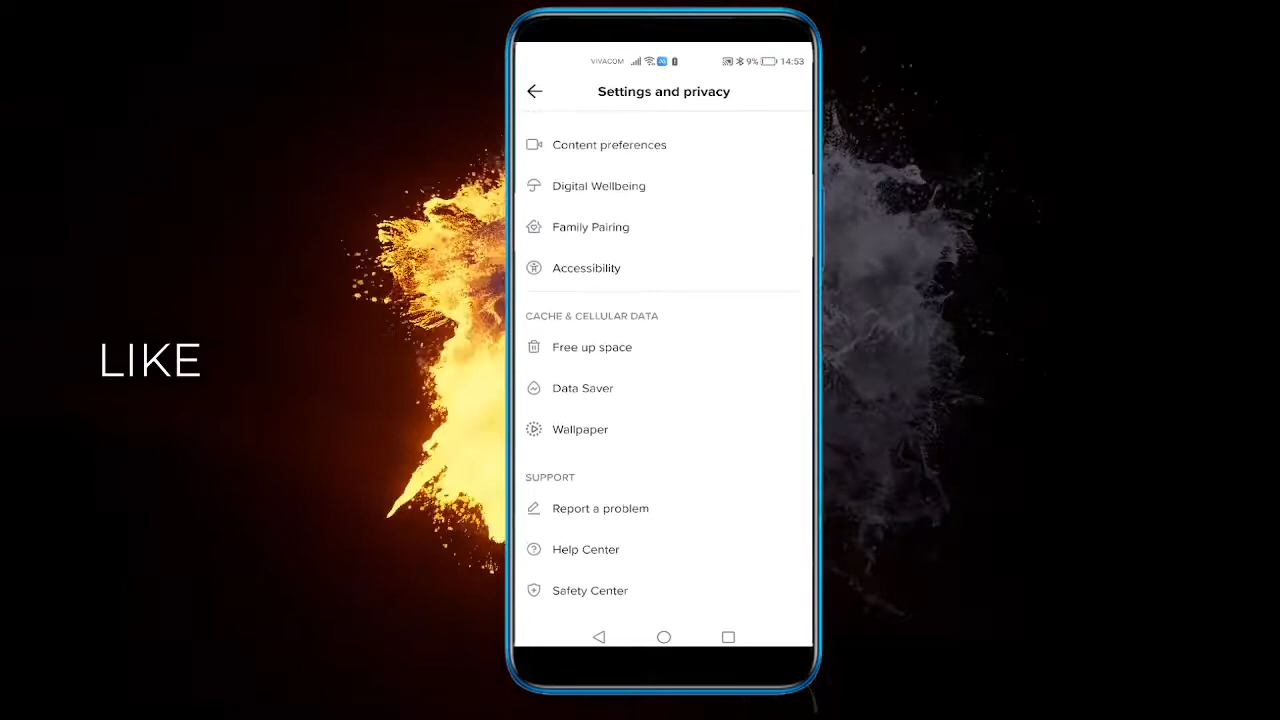 VIVACOM 9% 14:53
Settings and privacy
Content preferences
Digital Wellbeing
Family Pairing
Accessibility
CACHE & CELLULAR DATA
Free up space
LIKE
Data Saver
Wallpaper
SUPPORT
Report a problem
Help Center
Safety Center